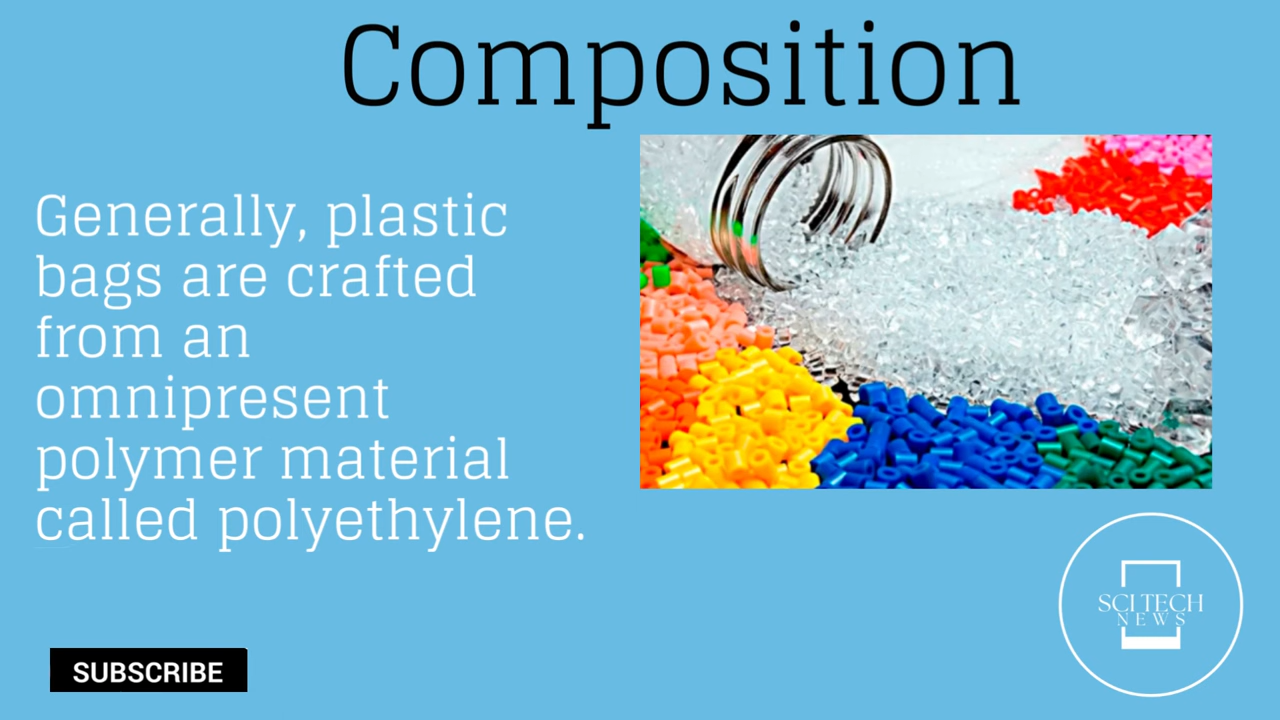 Composition
Generally, plastic
bags are crafted
from an
omnipresent
polymer material
called polyethylene.
SCI TECH
NEWS
SUBSCRIBE